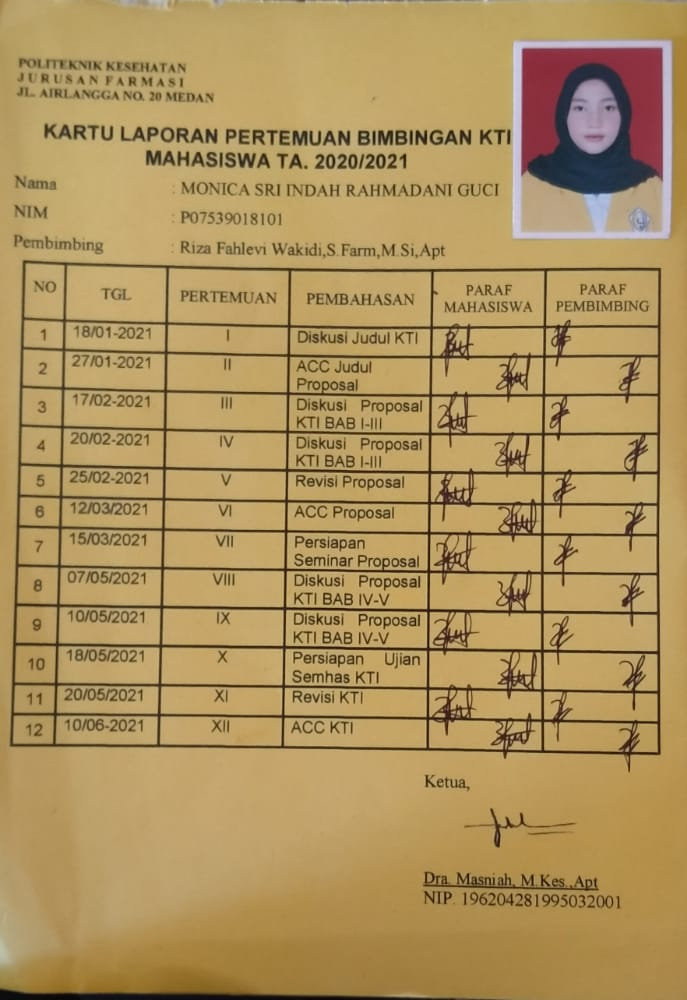 POLITEKNIK KESEHATAN
JURUSAN FARMASI
JL. AIRLANGGA NO. 20 MEDAN
KARTU LAPORAN PERTEMUAN BIMBINGAN KTI
MAHASISWA TA. 2020/2021
Nama : MONICA SRI INDAH RAHMADANI GUCI
NIM : P07539018101
Pembimbing : Riza Fahlevi Wakidi,S.Farm,M.Si,Apt
NO TGL PERTEMUAN PEMBAHASAN PARAF MAHASISWA PARAF PEMBIMBING
1 18/01-2021 I Diskusi Judul KTI
2 27/01-2021 II ACC Judul
Proposal
3 17/02-2021 III Diskusi Proposal
KTI BAB I-III
4 20/02-2021 IV Diskusi Proposal
KTI BAB I-III
5 25/02-2021 V Revisi Proposal
6 12/03/2021 VI ACC Proposal
7 15/03/2021 VII Persiapan
Seminar Proposal
8 07/05/2021 VIII Diskusi Proposal
KTI BAB IV-V
9 10/05/2021 IX Diskusi Proposal
KTI BAB IV-V
10 18/05/2021 X Persiapan Ujian
Semhas KTI
11 20/05/2021 XI Revisi KTI
12 10/06-2021 XII ACC KTI
Ketua,
Dra. Masniah, M.Kes.,Apt
NIP. 196204281995032001